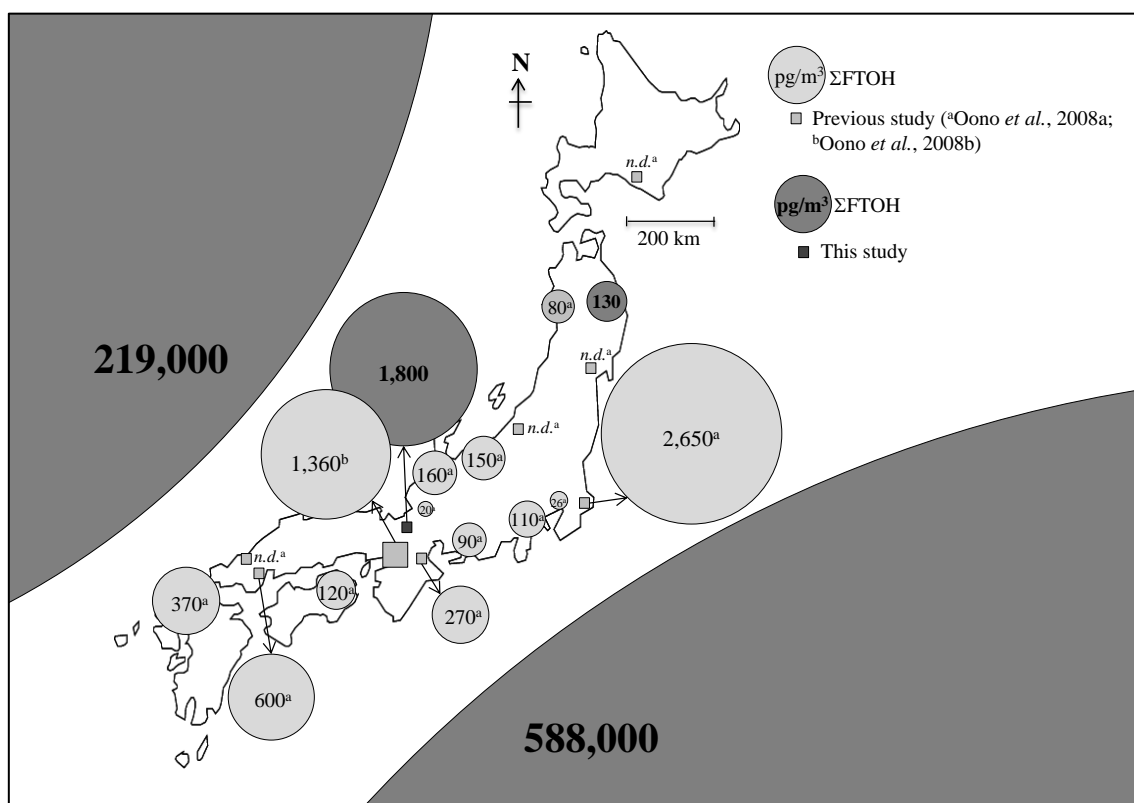 N
pg/m³ ΣFTOH
Previous study (ᵃOono et al., 2008a;
ᵇOono et al., 2008b)
n.d.ᵃ
pg/m³ ΣFTOH
200 km
This study
80ᵃ
130
219,000
n.d.ᵃ
1,800
2,650ᵃ
n.d.ᵃ
1,360ᵇ
150ᵃ
160ᵃ
26ᵃ
20ᵃ
110ᵃ
90ᵃ
n.d.ᵃ
120ᵃ
370ᵃ
270ᵃ
600ᵃ
588,000